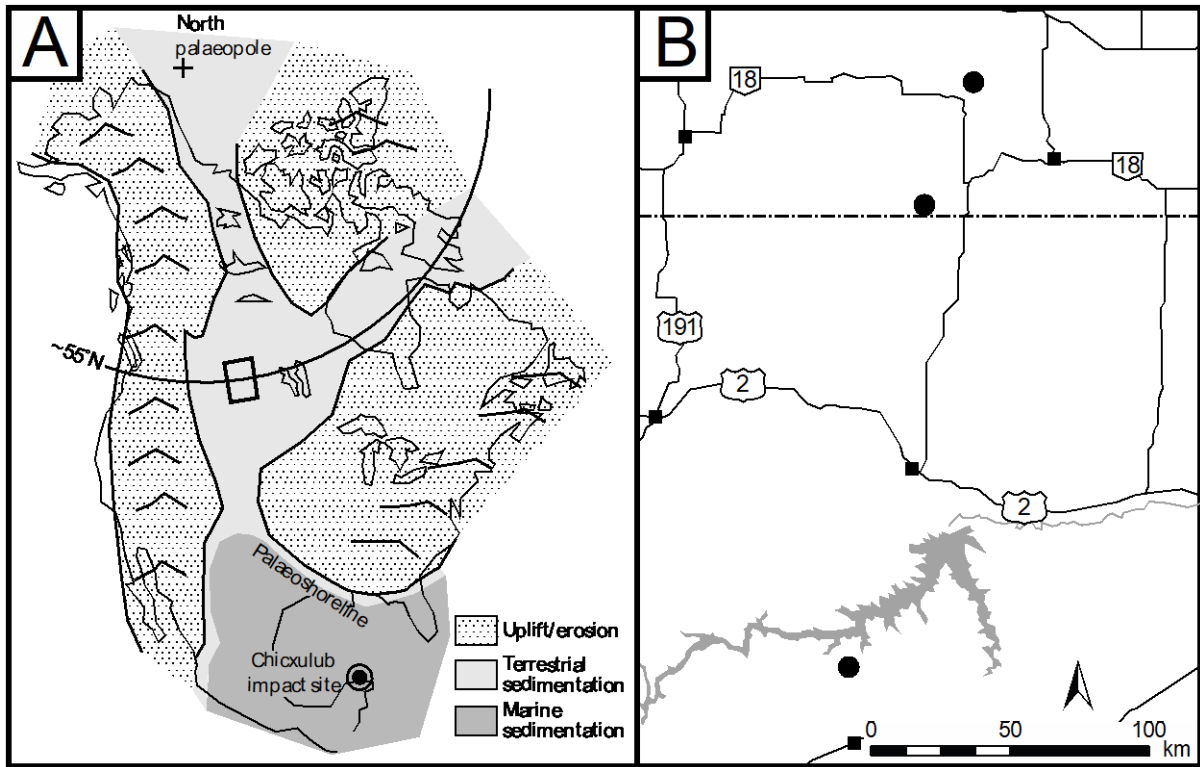 A
North
palaeopole
~55°N
Palaeoshoreline
N
Chicxulub
impact site
Uplift/erosion
Terrestrial
sedimentation
Marine
sedimentation
B
18
18
191
2
2
0 50 100
km